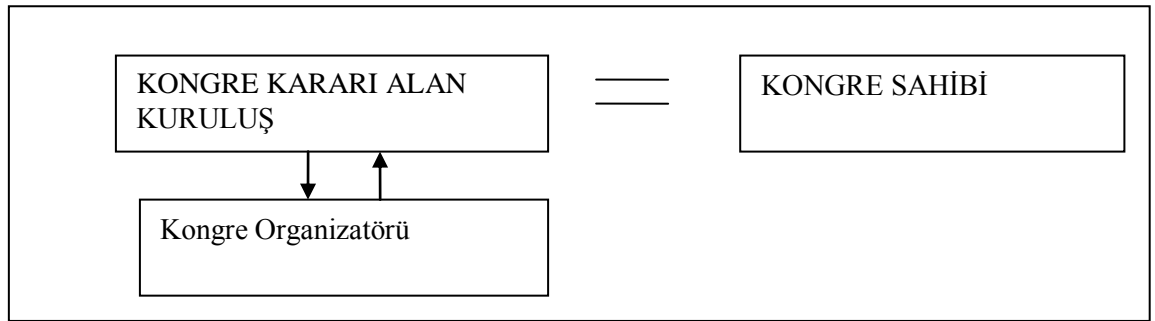 KONGRE KARARI ALAN
KURULUŞ
KONGRE SAHİBİ
Kongre Organizatörü